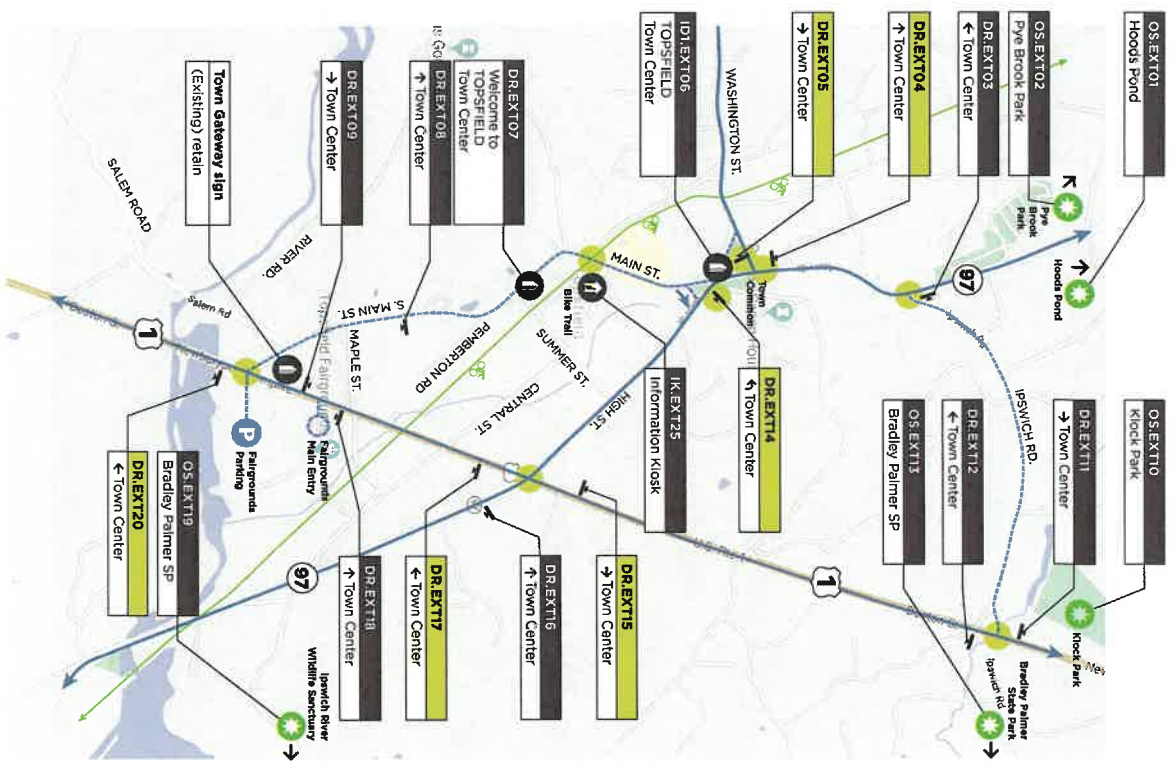 OS.EXT01
Hoods Pond
OS.EXT02
Pye Brook Park
DR.EXT03
← Town Center
DR.EXT04
↑ Town Center
DR.EXT05
→ Town Center
ID1.EXT06
TOPSFIELD
Town Center
DR.EXT07
Welcome to
TOPSFIELD
Town Center
DR.EXT08
↑ Town Center
DR.EXT09
→ Town Center
Town Gateway sign
(Existing) retain
OS.EXT10
Klock Park
DR.EXT11
→ Town Center
DR.EXT12
← Town Center
OS.EXT13
Bradley Palmer SP
DR.EXT14
↰ Town Center
IK.EXT25
Information Kiosk
DR.EXT15
→ Town Center
DR.EXT16
↑ Town Center
DR.EXT17
← Town Center
DR.EXT18
↑ Town Center
OS.EXT19
Bradley Palmer SP
DR.EXT20
← Town Center
Pye
Brook
Park
Hoods Pond
97
WASHINGTON ST.
Town
Common
MAIN ST.
Bike Trail
IPSWICH RD.
Ipswich Rd
Klock Park
Bradley Palmer
State Park
Ipswich Rd
1
HIGH ST.
SUMMER ST.
CENTRAL ST.
PEMBERTON RD
S. MAIN ST.
MAPLE ST.
RIVER RD.
SALEM ROAD
Salem Rd
1
P
Fairgrounds
Parking
Fairgrounds
Main Entry
97
Ipswich River
Wildlife Sanctuary